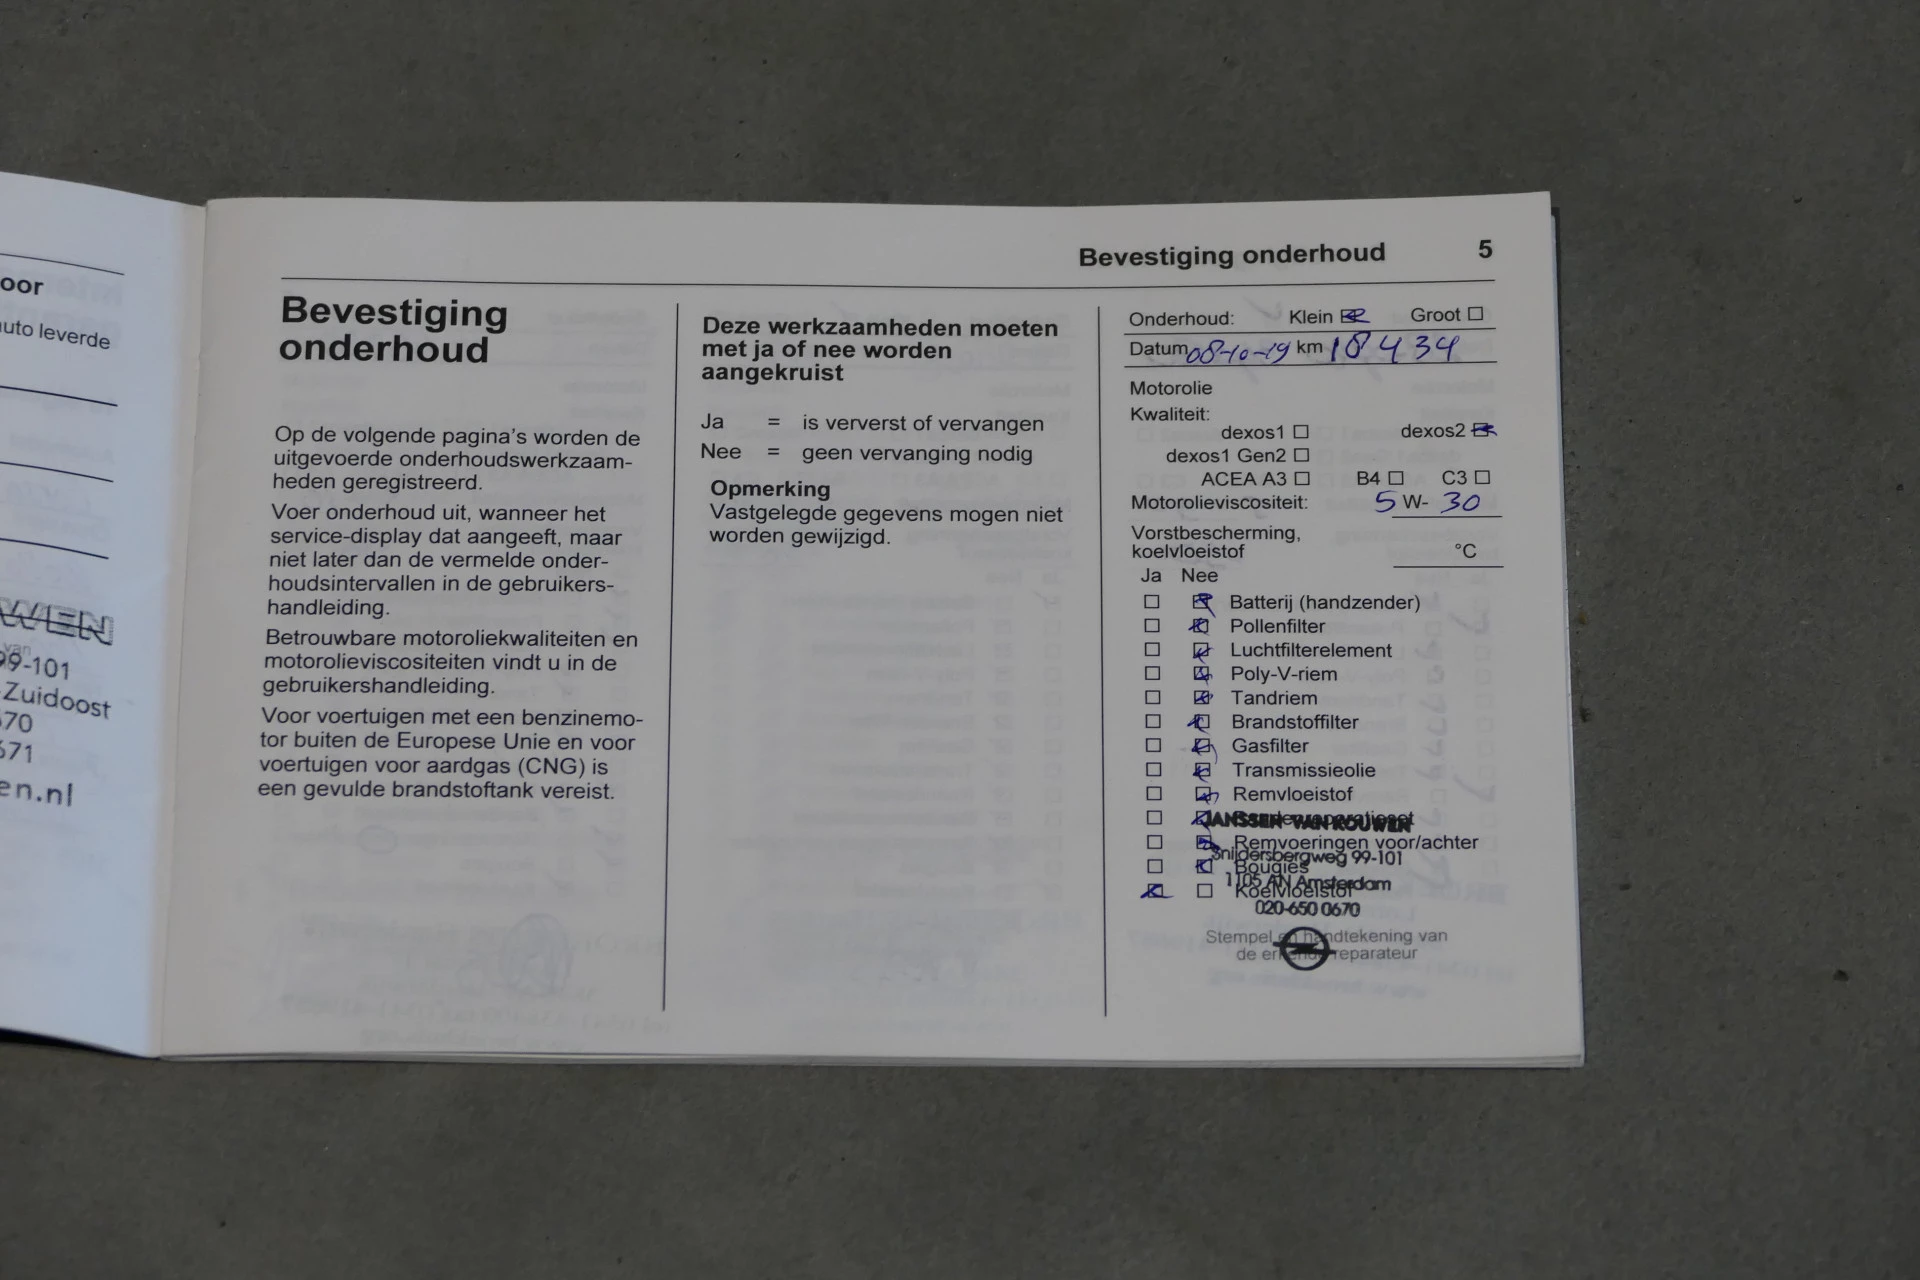 oor
auto leverde
WEN
van
99-101
-Zuidoost
670
671
en.nl
Bevestiging onderhoud 5
Bevestiging
onderhoud
Op de volgende pagina's worden de
uitgevoerde onderhoudswerkzaam-
heden geregistreerd.
Voer onderhoud uit, wanneer het
service-display dat aangeeft, maar
niet later dan de vermelde onder-
houdsintervallen in de gebruikers-
handleiding.
Betrouwbare motoroliekwaliteiten en
motorolieviscositeiten vindt u in de
gebruikershandleiding.
Voor voertuigen met een benzinemo-
tor buiten de Europese Unie en voor
voertuigen voor aardgas (CNG) is
een gevulde brandstoftank vereist.
Deze werkzaamheden moeten
met ja of nee worden
aangekruist
Ja = is ververst of vervangen
Nee = geen vervanging nodig
Opmerking
Vastgelegde gegevens mogen niet
worden gewijzigd.
Onderhoud: Klein Groot
Datum 08-10-19 km 18434
Motorolie
Kwaliteit:
dexos1 dexos2
dexos1 Gen2
ACEA A3 B4 C3
Motorolieviscositeit: 5 W- 30
Vorstbescherming,
koelvloeistof °C
Ja Nee
Batterij (handzender)
Pollenfilter
Luchtfilterelement
Poly-V-riem
Tandriem
Brandstoffilter
Gasfilter
Transmissieolie
Remvloeistof
Bandenreparatieset
JANSSEN VAN KOUWEN
Remvoeringen voor/achter
Snijdersbergweg 99-101
Bougies
1105 AN Amsterdam
Koelvloeistof
020-650 0670
Stempel en handtekening van
de erkende reparateur